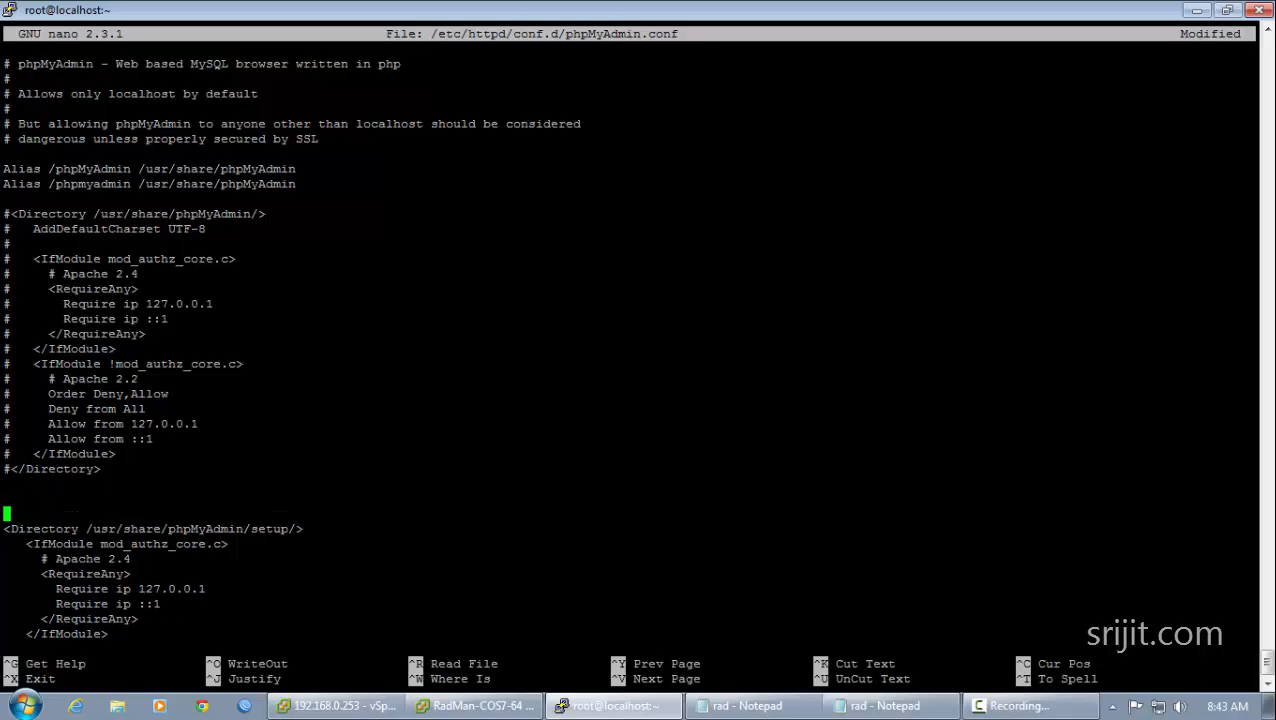 root@localhost:~
GNU nano 2.3.1 File: /etc/httpd/conf.d/phpMyAdmin.conf Modified
# phpMyAdmin - Web based MySQL browser written in php
#
# Allows only localhost by default
#
# But allowing phpMyAdmin to anyone other than localhost should be considered
# dangerous unless properly secured by SSL
Alias /phpMyAdmin /usr/share/phpMyAdmin
Alias /phpmyadmin /usr/share/phpMyAdmin
#<Directory /usr/share/phpMyAdmin/>
#   AddDefaultCharset UTF-8
#
#   <IfModule mod_authz_core.c>
#     # Apache 2.4
#     <RequireAny>
#       Require ip 127.0.0.1
#       Require ip ::1
#     </RequireAny>
#   </IfModule>
#   <IfModule !mod_authz_core.c>
#     # Apache 2.2
#     Order Deny,Allow
#     Deny from All
#     Allow from 127.0.0.1
#     Allow from ::1
#   </IfModule>
#</Directory>
<Directory /usr/share/phpMyAdmin/setup/>
   <IfModule mod_authz_core.c>
     # Apache 2.4
     <RequireAny>
       Require ip 127.0.0.1
       Require ip ::1
     </RequireAny>
   </IfModule>
srijit.com
^G Get Help ^O WriteOut ^R Read File ^Y Prev Page ^K Cut Text ^C Cur Pos
^X Exit ^J Justify ^W Where Is ^V Next Page ^U UnCut Text ^T To Spell
192.168.0.253 - vSp... RadMan-COS7-64 ... root@localhost:~ rad - Notepad rad - Notepad Recording... 8:43 AM